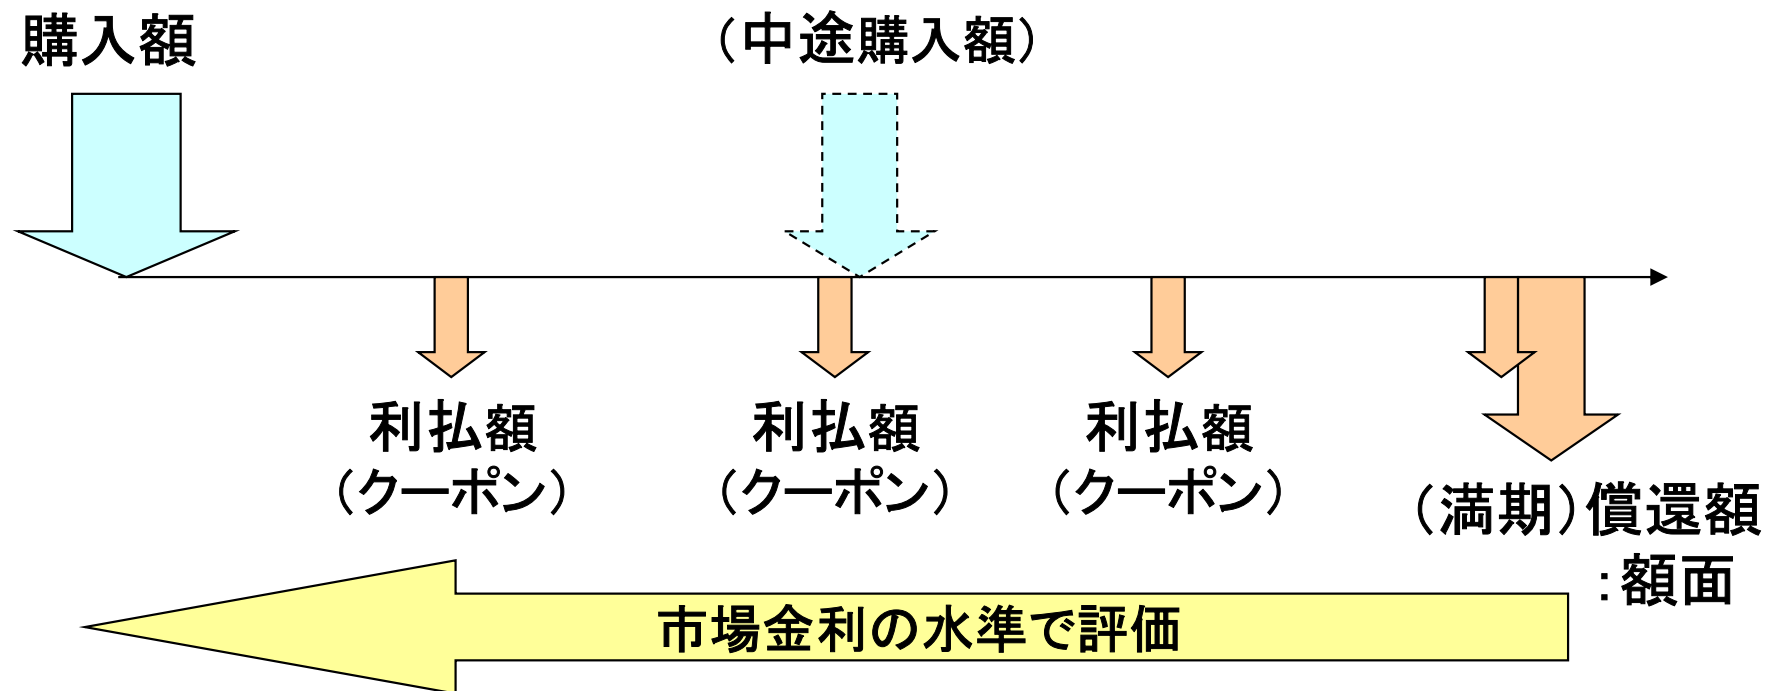 購入額
（中途購入額）
利払額
（クーポン）
利払額
（クーポン）
利払額
（クーポン）
（満期）償還額
：額面
市場金利の水準で評価